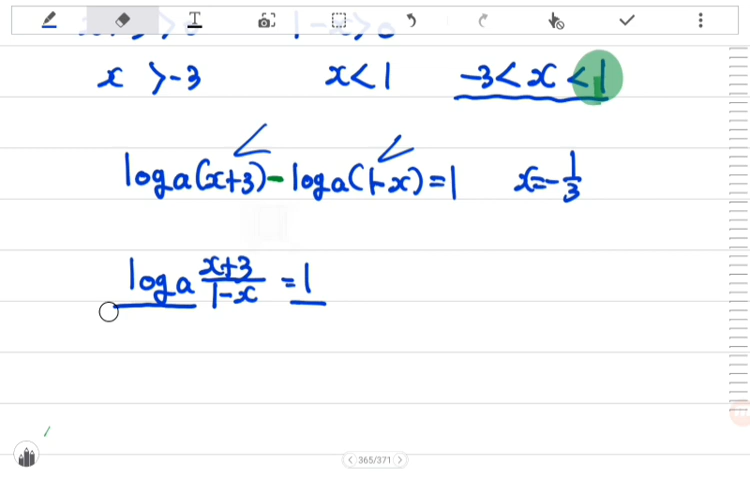 x > -3 x < 1 -3 < x < 1
loga(x+3) - loga(1-x) = 1 x = -1/3
loga x+3/1-x = 1
365/371